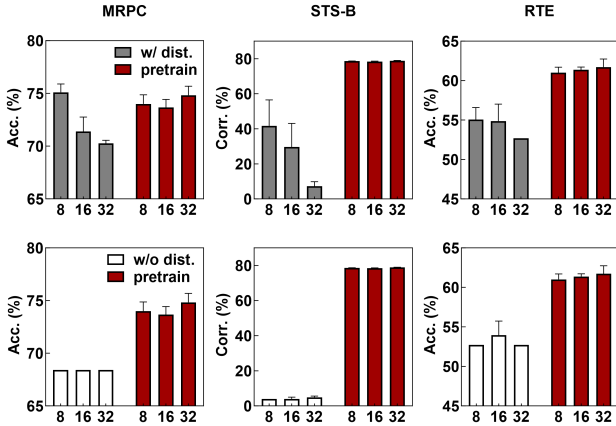 MRPC STS-B RTE
80
75
70
65
Acc. (%)
w/ dist.
pretrain
8 16 32 8 16 32
80
60
40
20
0
Corr. (%)
8 16 32 8 16 32
65
60
55
50
45
Acc. (%)
8 16 32 8 16 32
80
75
70
65
Acc. (%)
w/o dist.
pretrain
8 16 32 8 16 32
80
60
40
20
0
Corr. (%)
8 16 32 8 16 32
65
60
55
50
45
Acc. (%)
8 16 32 8 16 32